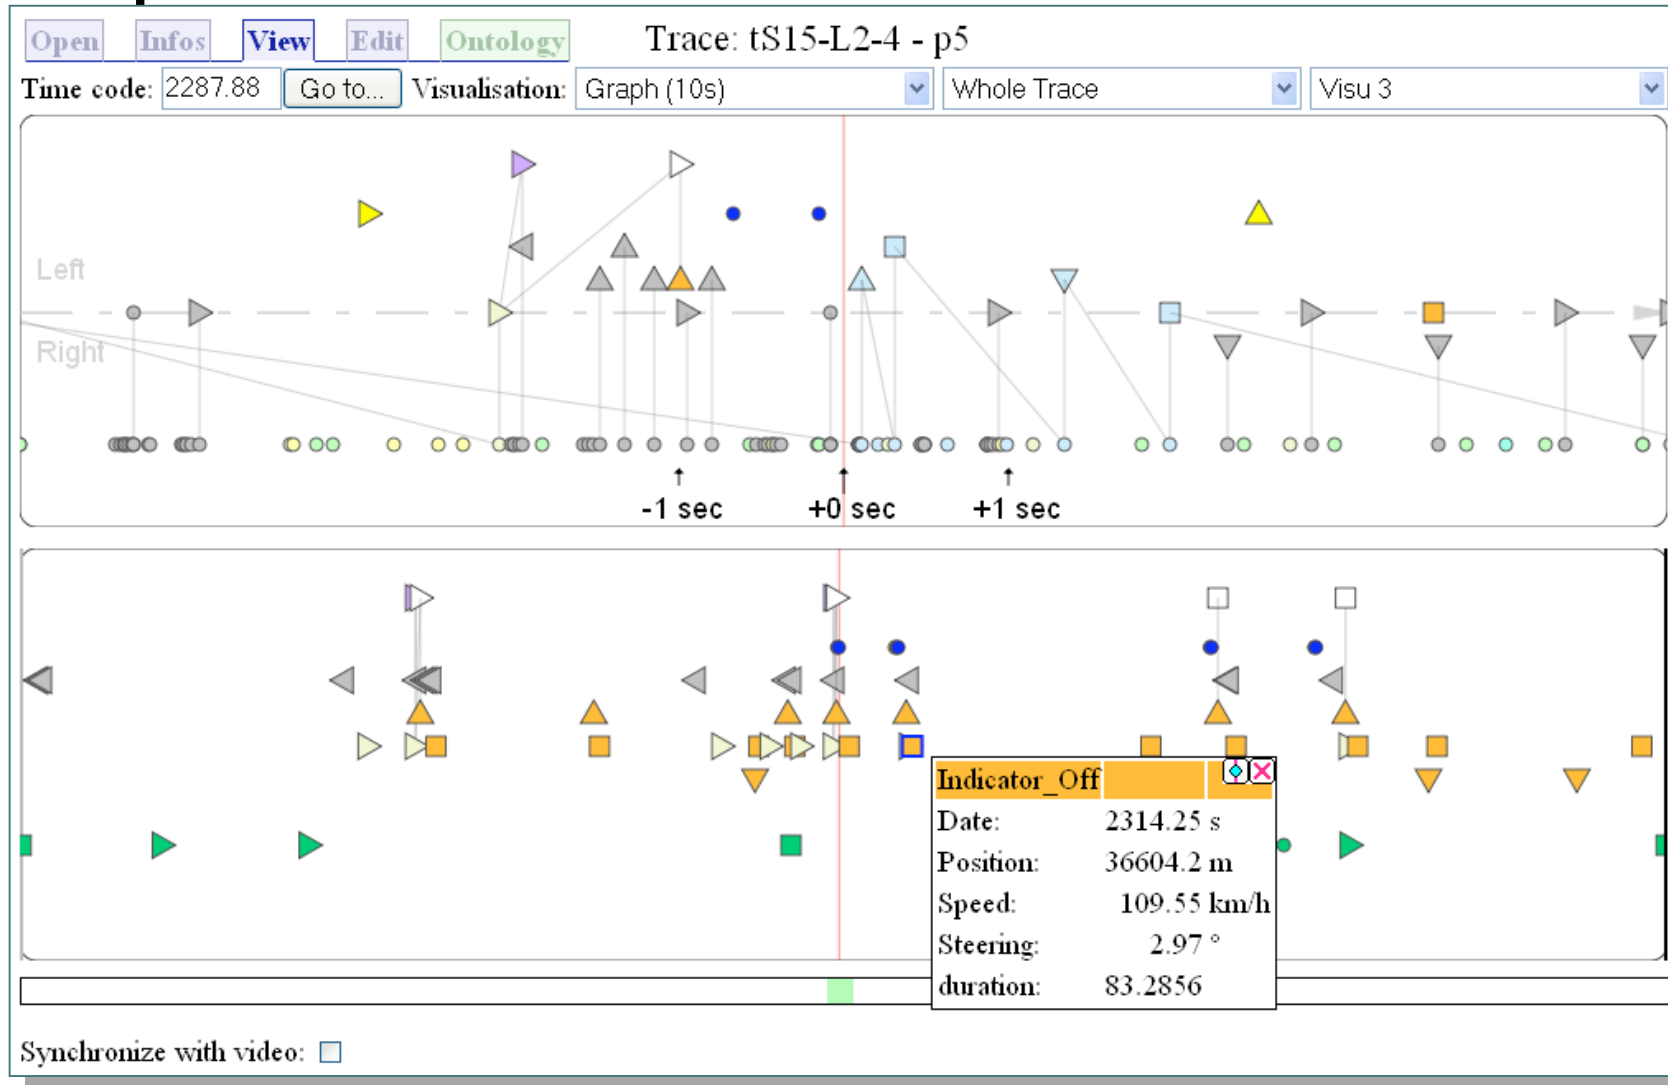 Open Infos View Edit Ontology Trace: tS15-L2-4 - p5
Time code: 2287.88 Go to... Visualisation: Graph (10s) Whole Trace Visu 3
Left
Right
-1 sec +0 sec +1 sec
Indicator_Off
Date: 2314.25 s
Position: 36604.2 m
Speed: 109.55 km/h
Steering: 2.97 °
duration: 83.2856
Synchronize with video: